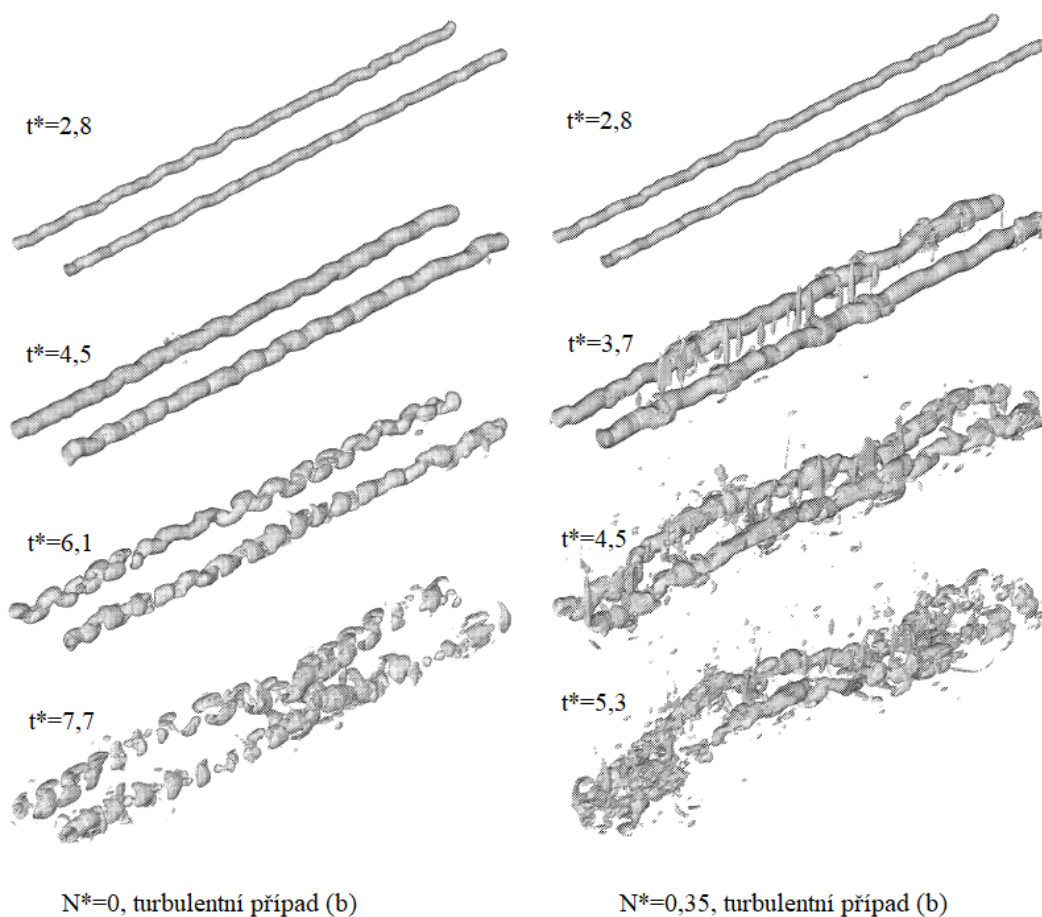 t*=2,8
t*=2,8
t*=4,5
t*=3,7
t*=6,1
t*=4,5
t*=7,7
t*=5,3
N*=0, turbulentní případ (b)
N*=0,35, turbulentní případ (b)